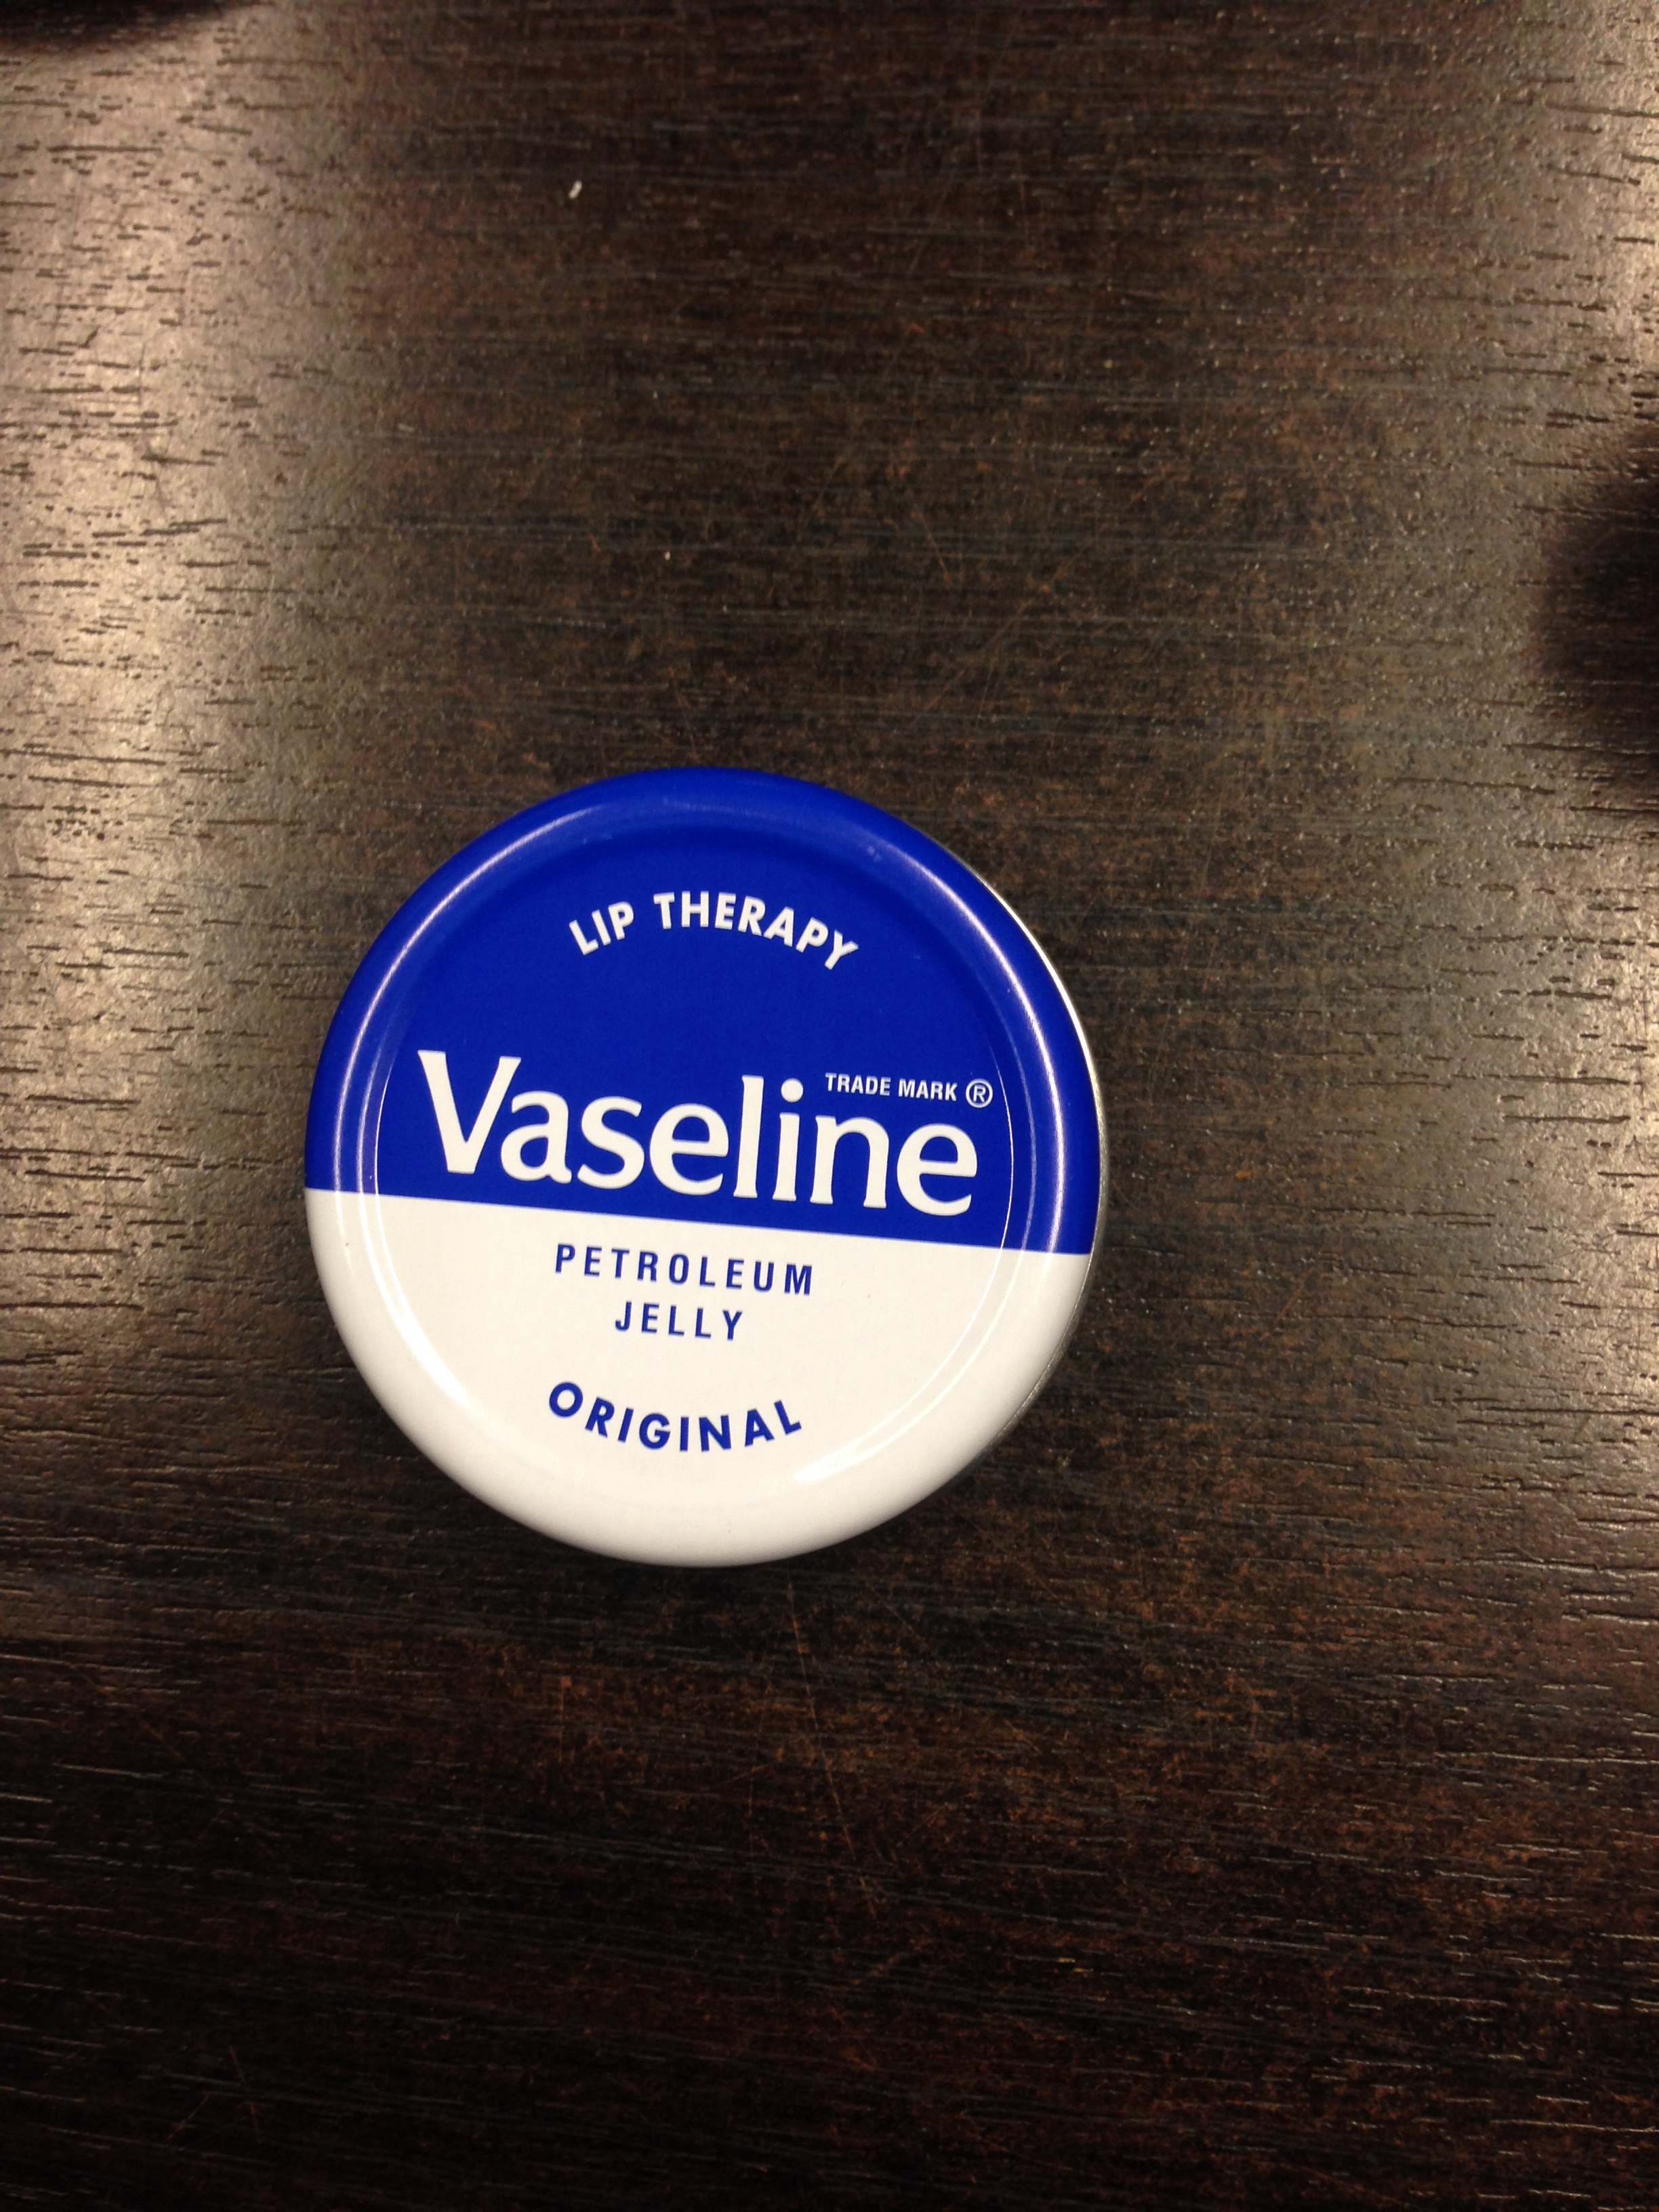 LIP THERAPY
TRADE MARK ®
Vaseline
PETROLEUM
JELLY
ORIGINAL